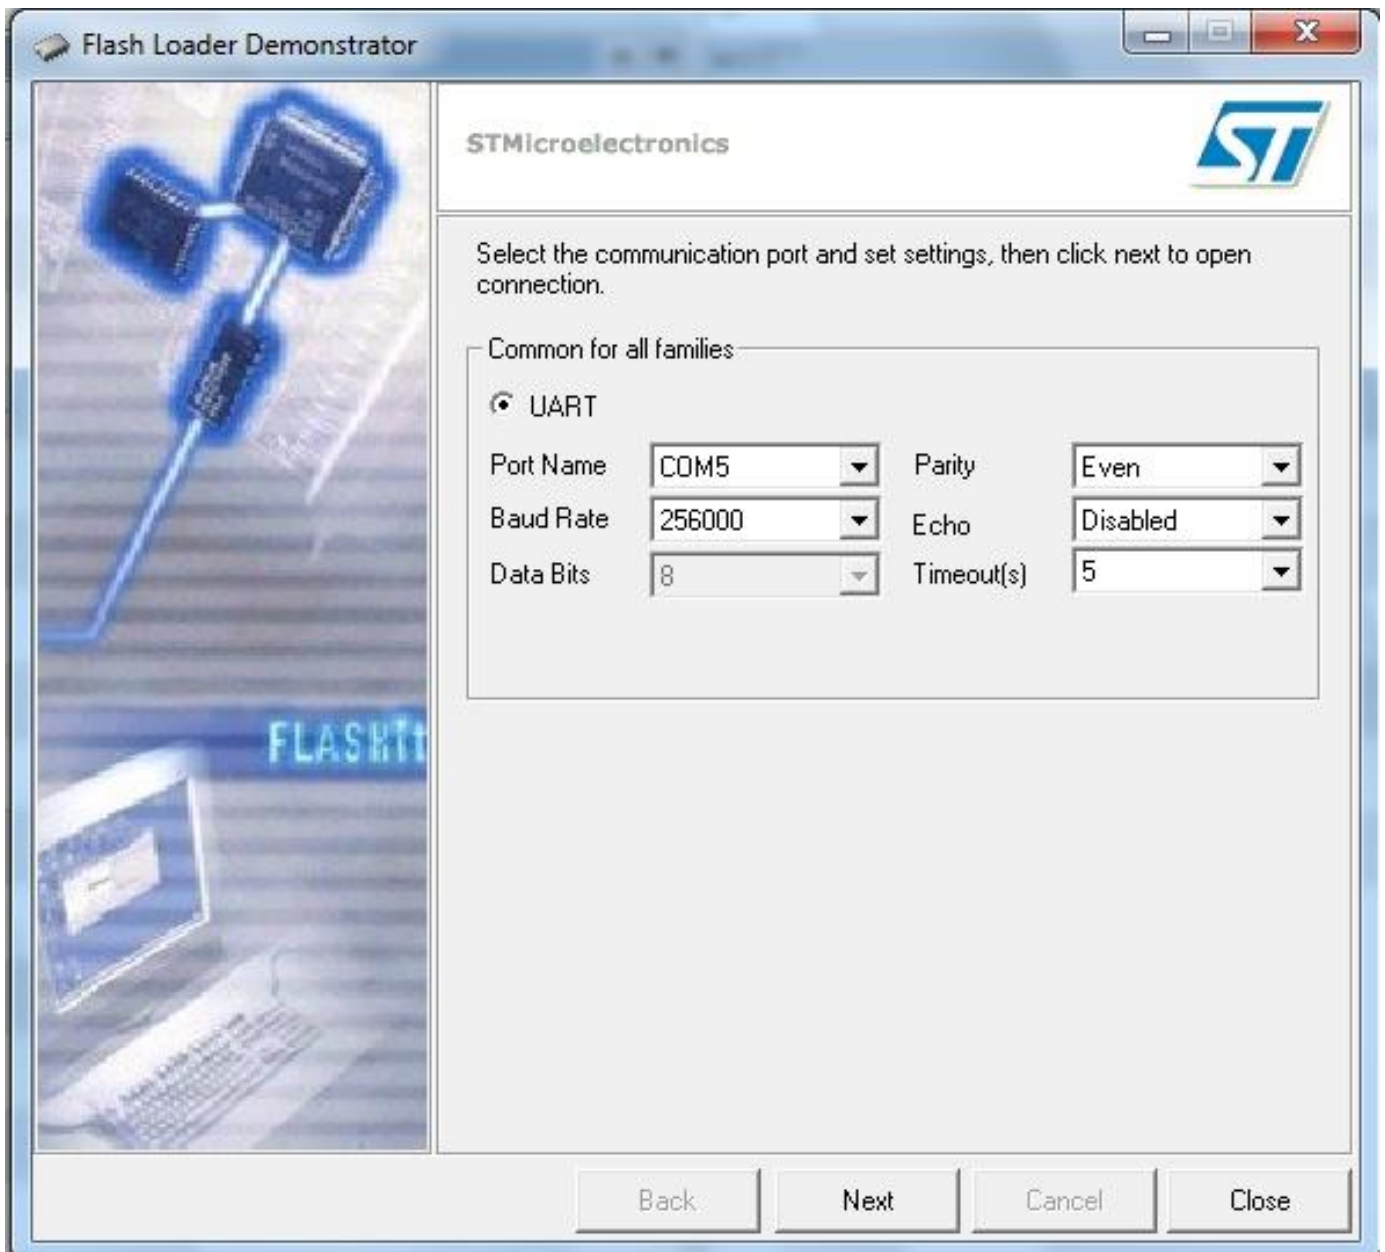 Flash Loader Demonstrator
STMicroelectronics
ST
Select the communication port and set settings, then click next to open
connection.
Common for all families
UART
Port Name COM5 Parity Even
Baud Rate 256000 Echo Disabled
Data Bits 8 Timeout(s) 5
FLASH
Back Next Cancel Close